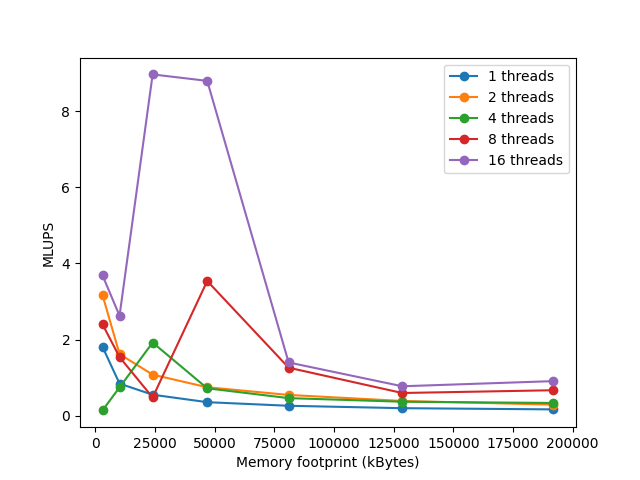 1 threads
2 threads
4 threads
8 threads
16 threads
8
6
4
2
0
MLUPS
0 25000 50000 75000 100000 125000 150000 175000 200000
Memory footprint (kBytes)